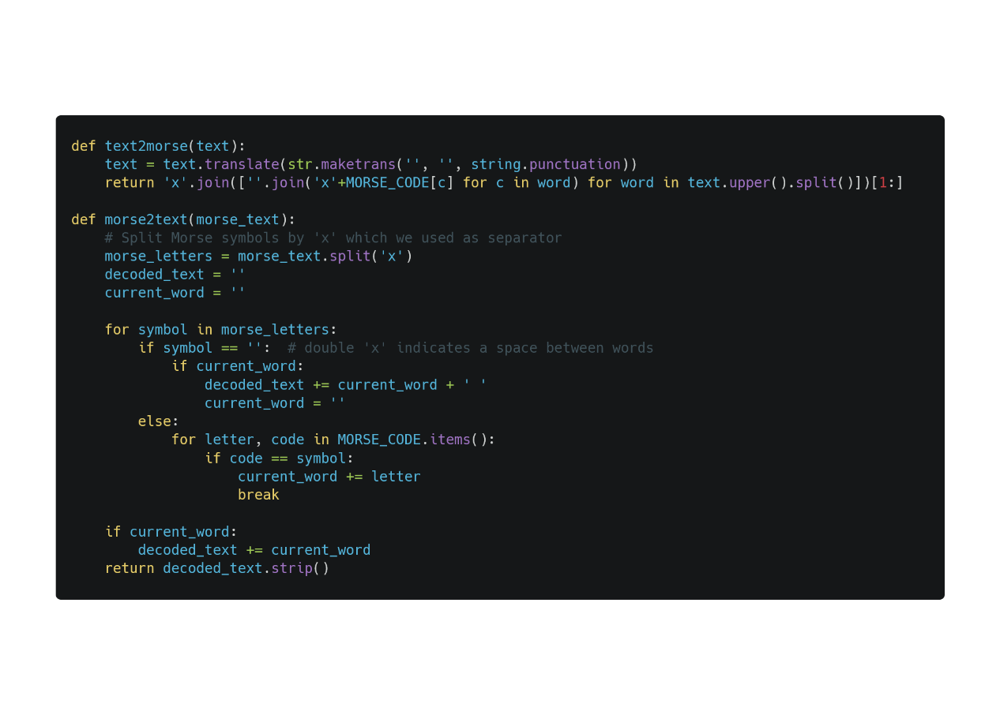 def text2morse(text):
    text = text.translate(str.maketrans('', '', string.punctuation))
    return 'x'.join([''.join('x'+MORSE_CODE[c] for c in word) for word in text.upper().split()])[1:]

def morse2text(morse_text):
    # Split Morse symbols by 'x' which we used as separator
    morse_letters = morse_text.split('x')
    decoded_text = ''
    current_word = ''

    for symbol in morse_letters:
        if symbol == '':  # double 'x' indicates a space between words
            if current_word:
                decoded_text += current_word + ' '
                current_word = ''
        else:
            for letter, code in MORSE_CODE.items():
                if code == symbol:
                    current_word += letter
                    break

    if current_word:
        decoded_text += current_word
    return decoded_text.strip()